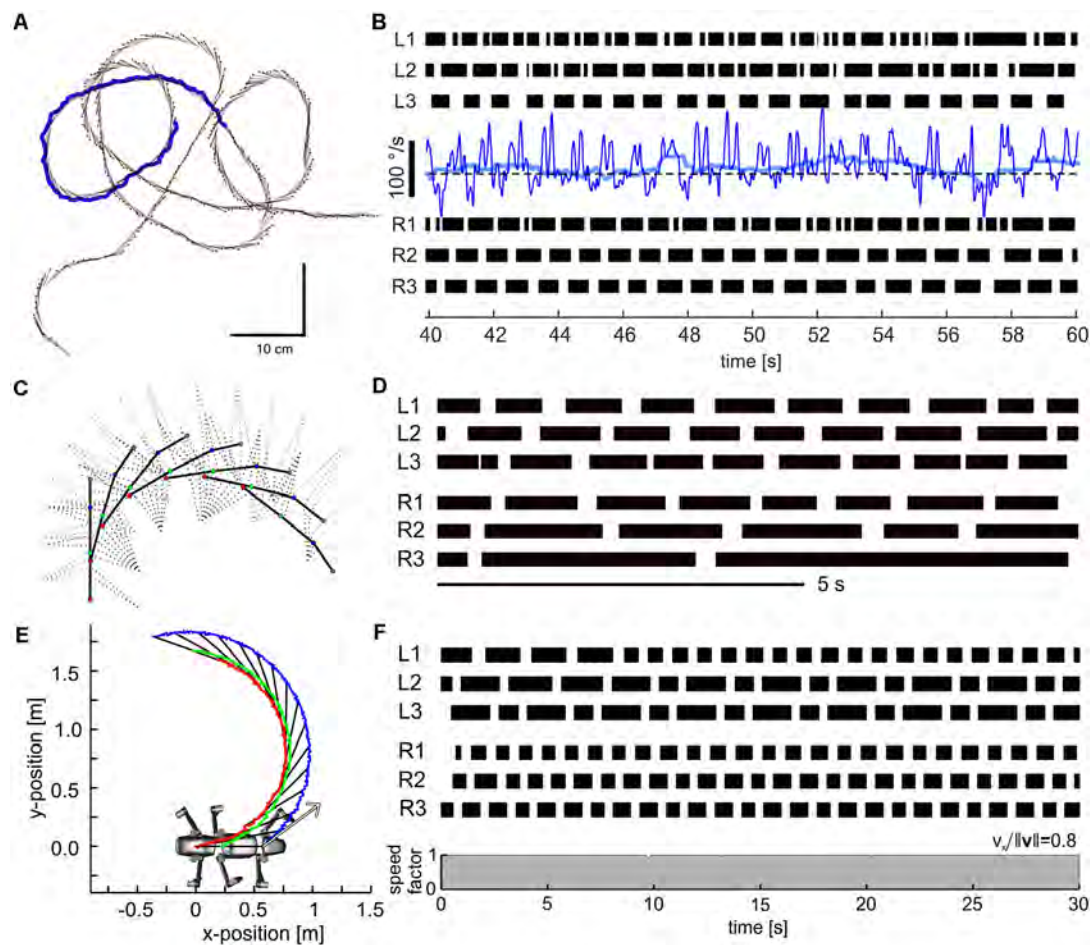 A
10 cm
B
L1
L2
L3
100 °/s
R1
R2
R3
40 42 44 46 48 50 52 54 56 58 60
time [s]
C
D
L1
L2
L3
R1
R2
R3
5 s
E
y-position [m]
1.5
1.0
0.5
0.0
-0.5 0 0.5 1.0 1.5
x-position [m]
F
L1
L2
L3
R1
R2
R3
vₓ/‖v‖=0.8
speed factor
1
0
0 5 10 15 20 25 30
time [s]